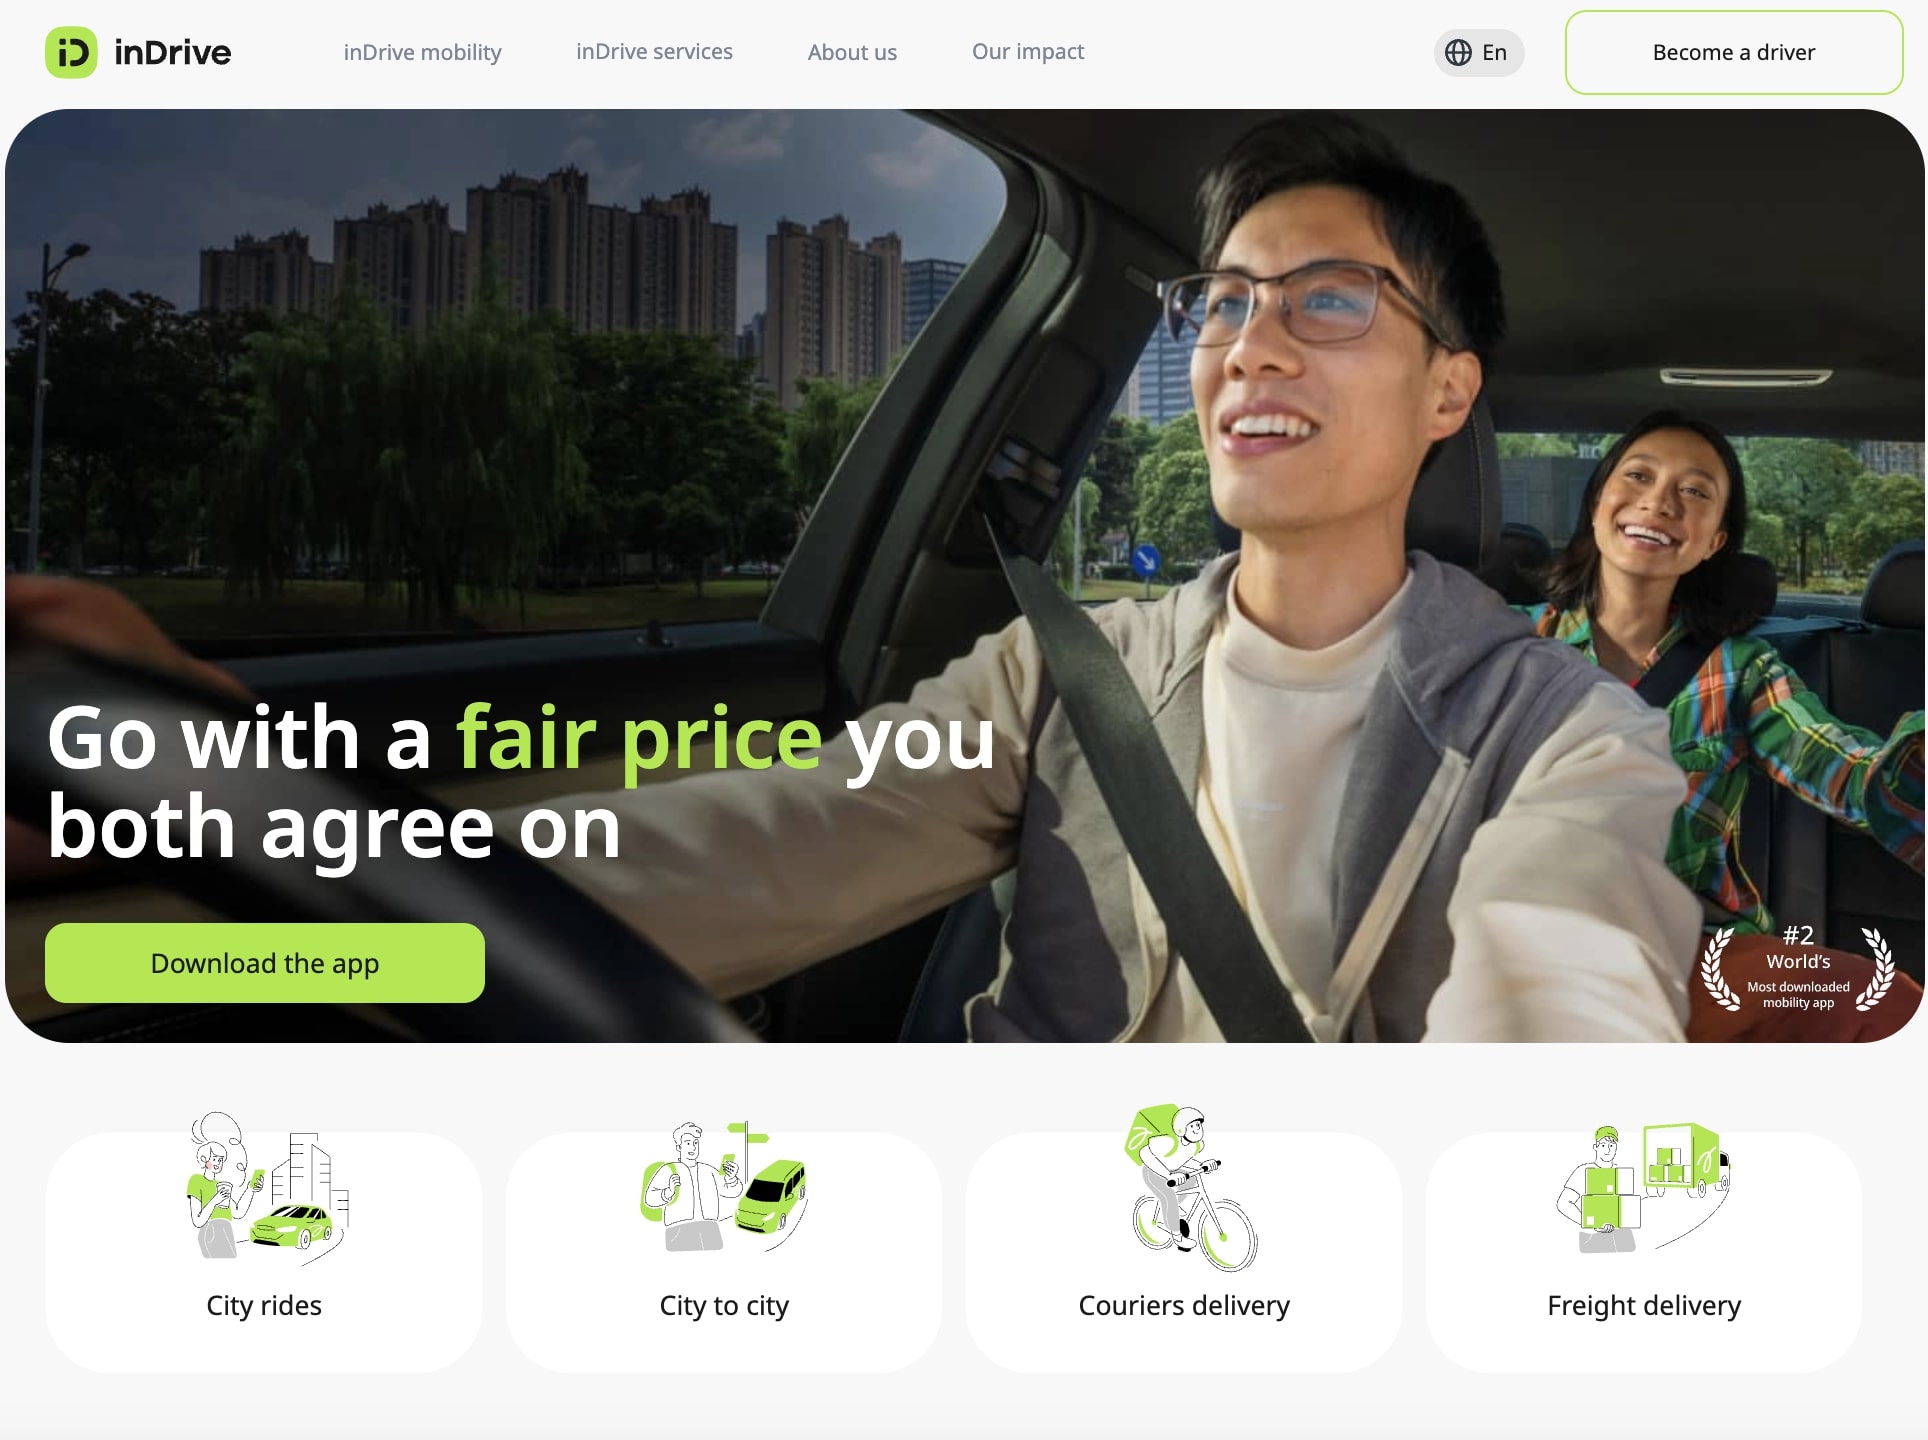 iD inDrive
inDrive mobility
inDrive services
About us
Our impact
En
Become a driver
Go with a fair price you
both agree on
Download the app
#2
World's
Most downloaded
mobility app
City rides
City to city
Couriers delivery
Freight delivery